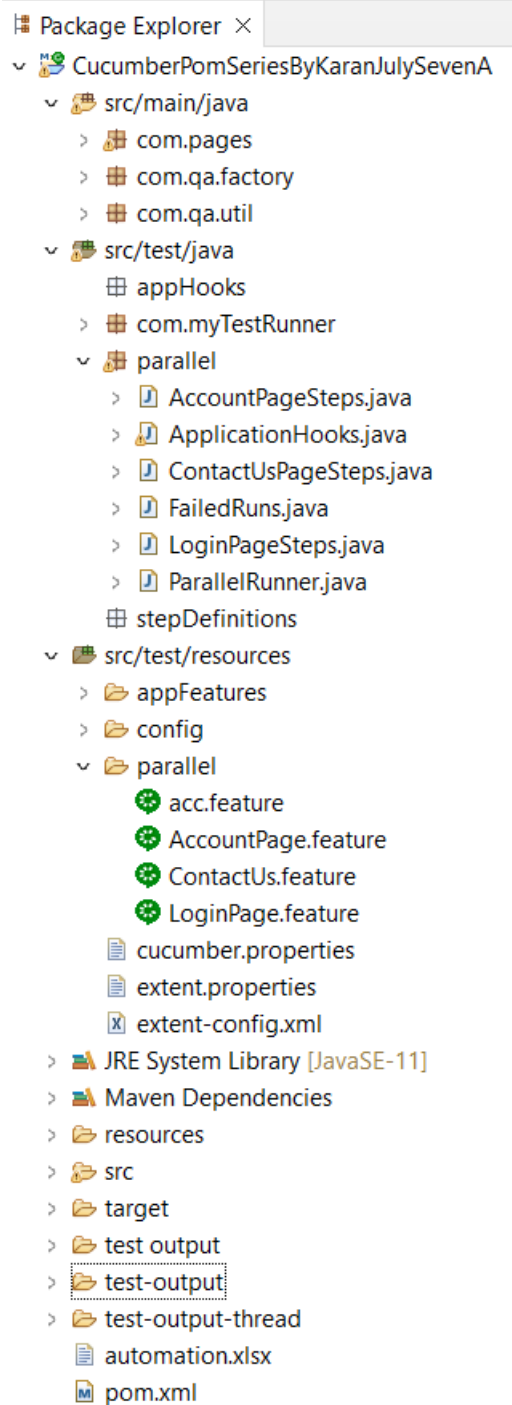 Package Explorer
CucumberPomSeriesByKaranJulySevenA
src/main/java
com.pages
com.qa.factory
com.qa.util
src/test/java
appHooks
com.myTestRunner
parallel
AccountPageSteps.java
ApplicationHooks.java
ContactUsPageSteps.java
FailedRuns.java
LoginPageSteps.java
ParallelRunner.java
stepDefinitions
src/test/resources
appFeatures
config
parallel
acc.feature
AccountPage.feature
ContactUs.feature
LoginPage.feature
cucumber.properties
extent.properties
extent-config.xml
JRE System Library [JavaSE-11]
Maven Dependencies
resources
src
target
test output
test-output
test-output-thread
automation.xlsx
pom.xml